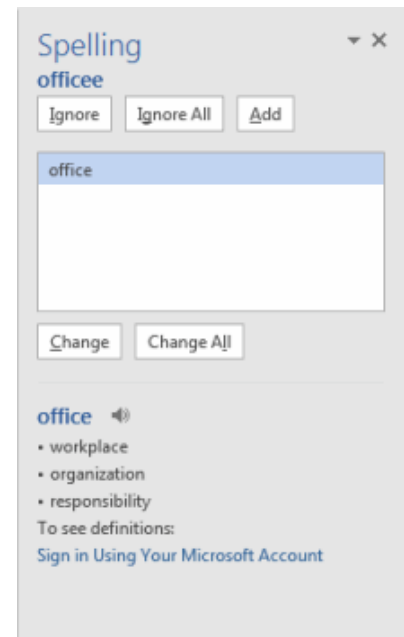 Spelling
officee
Ignore Ignore All Add
office
Change Change All
office
• workplace
• organization
• responsibility
To see definitions:
Sign in Using Your Microsoft Account